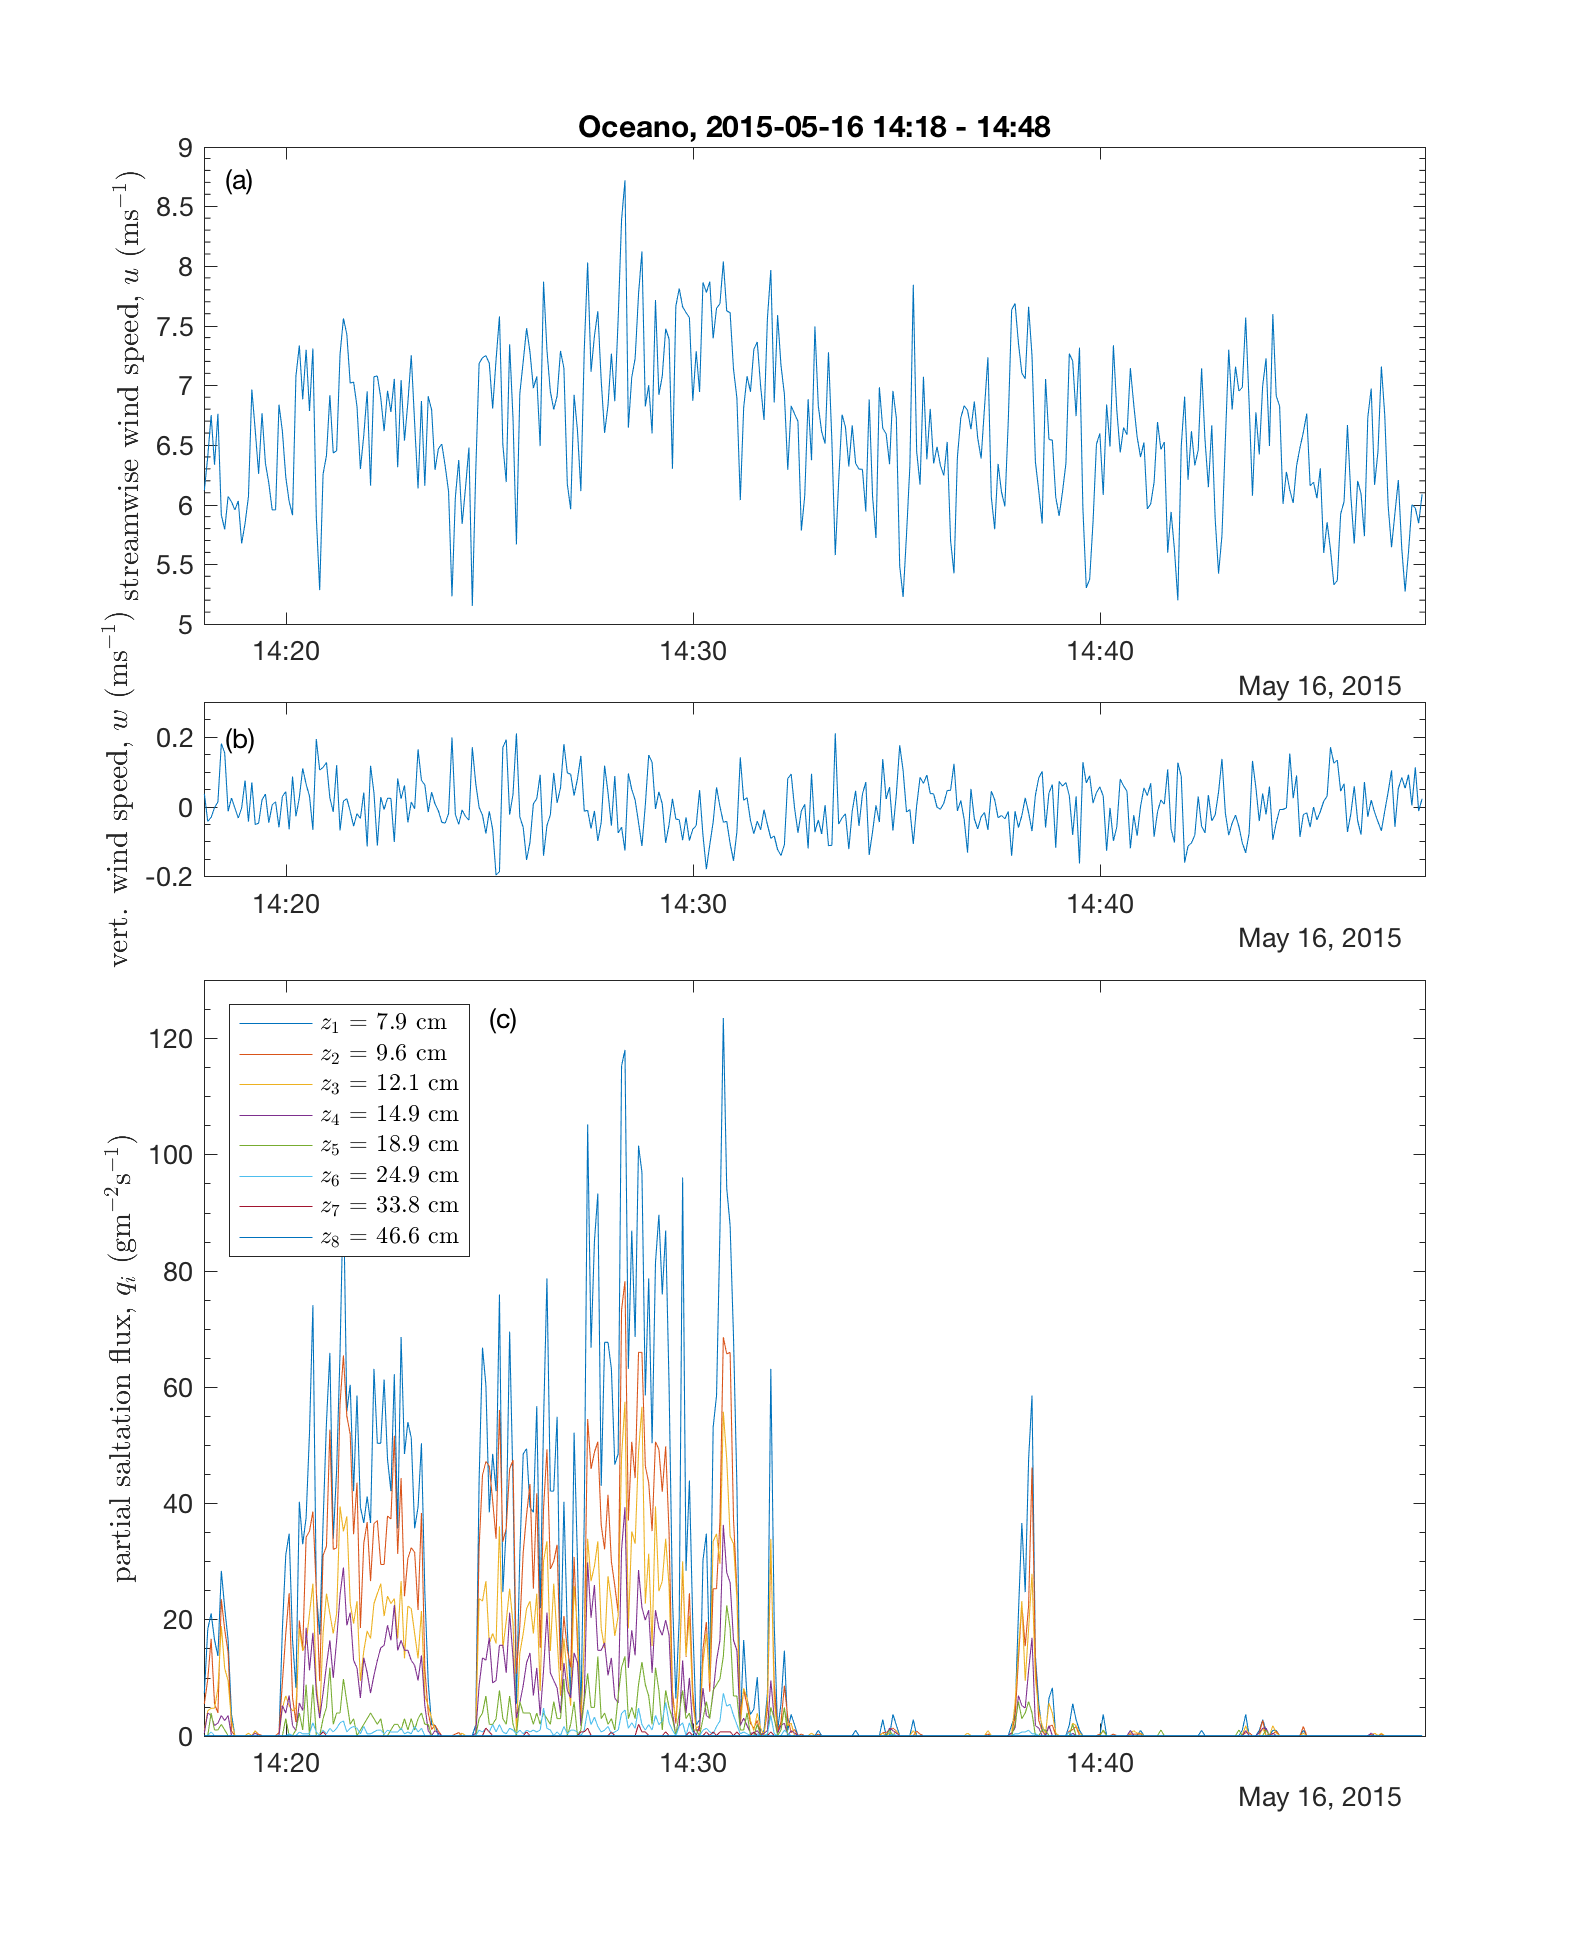 Oceano, 2015-05-16 14:18 - 14:48
(a)
streamwise wind speed, u (ms⁻¹)
9
8.5
8
7.5
7
6.5
6
5.5
5
14:20 14:30 14:40
May 16, 2015
(b)
vert. wind speed, w (ms⁻¹)
0.2
0
-0.2
14:20 14:30 14:40
May 16, 2015
(c)
partial saltation flux, qᵢ (gm⁻²s⁻¹)
z₁ = 7.9 cm
z₂ = 9.6 cm
z₃ = 12.1 cm
z₄ = 14.9 cm
z₅ = 18.9 cm
z₆ = 24.9 cm
z₇ = 33.8 cm
z₈ = 46.6 cm
120
100
80
60
40
20
0
14:20 14:30 14:40
May 16, 2015